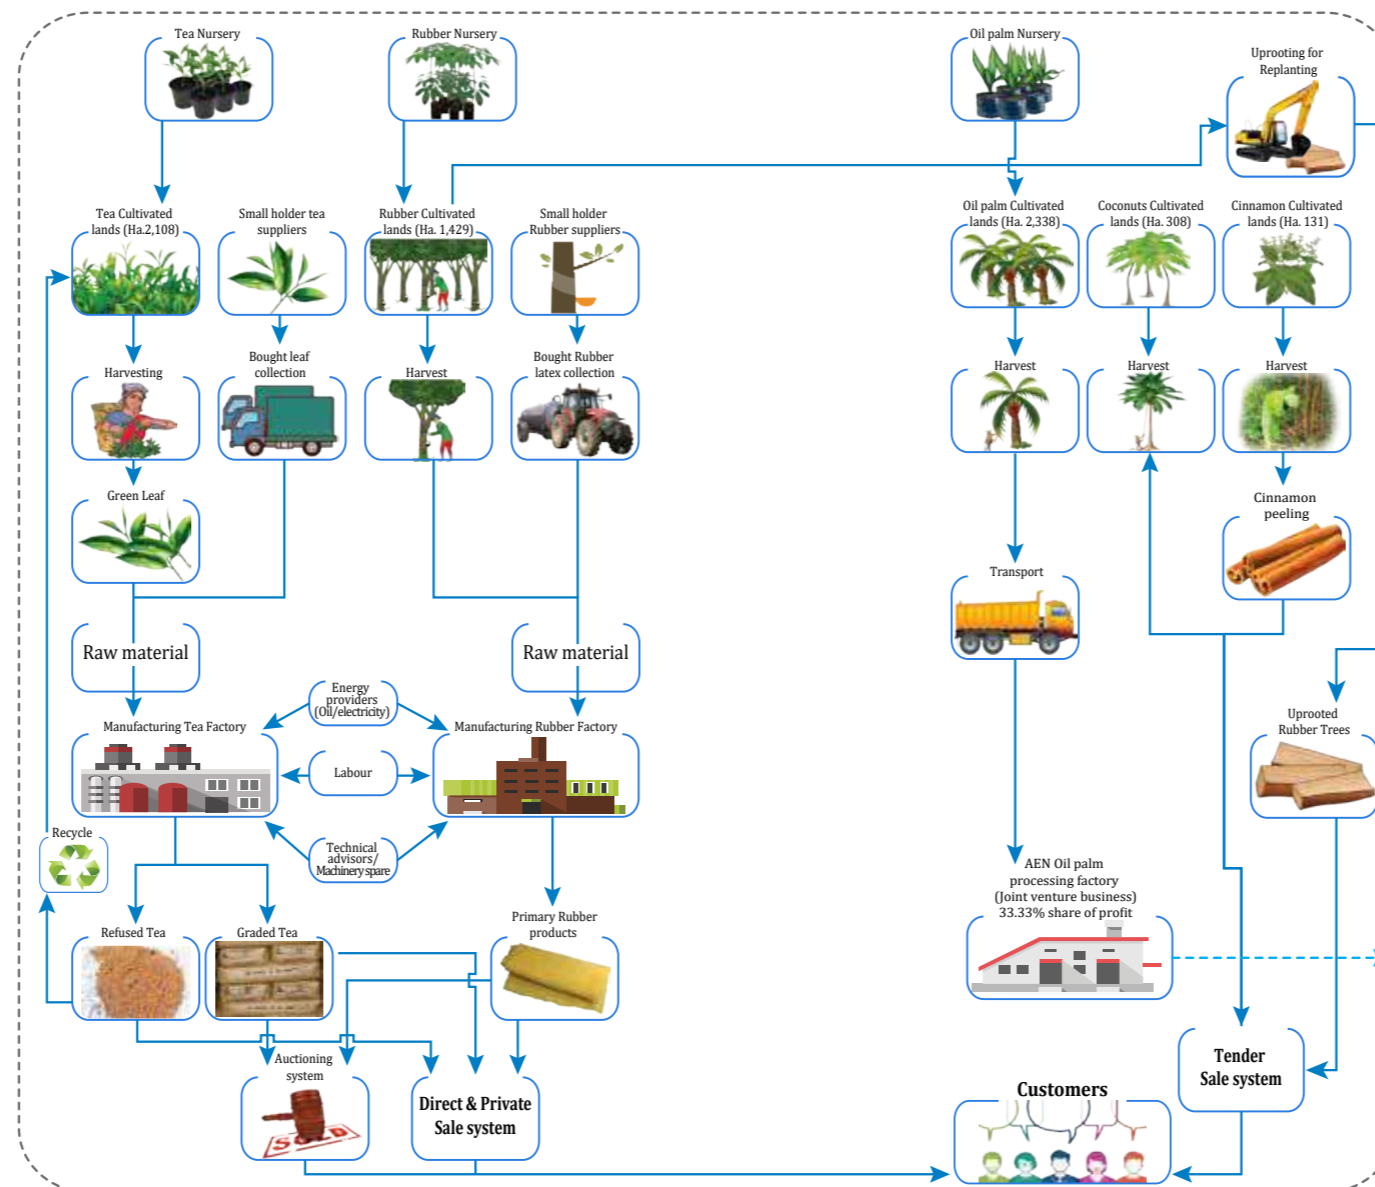 Tea Nursery
Rubber Nursery
Oil palm Nursery
Uprooting for
Replanting
Tea Cultivated
lands (Ha.2,108)
Small holder tea
suppliers
Rubber Cultivated
lands (Ha. 1,429)
Small holder
Rubber suppliers
Oil palm Cultivated
lands (Ha. 2,338)
Coconuts Cultivated
lands (Ha. 308)
Cinnamon Cultivated
lands (Ha. 131)
Harvesting
Bought leaf
collection
Harvest
Bought Rubber
latex collection
Harvest
Harvest
Harvest
Green Leaf
Cinnamon
peeling
Transport
Raw material
Raw material
Energy
providers
(Oil/electricity)
Manufacturing Tea Factory
Manufacturing Rubber Factory
Uprooted
Rubber Trees
Labour
Recycle
Technical
advisors/
Machinery spare
AEN Oil palm
processing factory
(Joint venture business)
33.33% share of profit
Refused Tea
Graded Tea
Primary Rubber
products
Auctioning
system
SOLD
Direct & Private
Sale system
Tender
Sale system
Customers